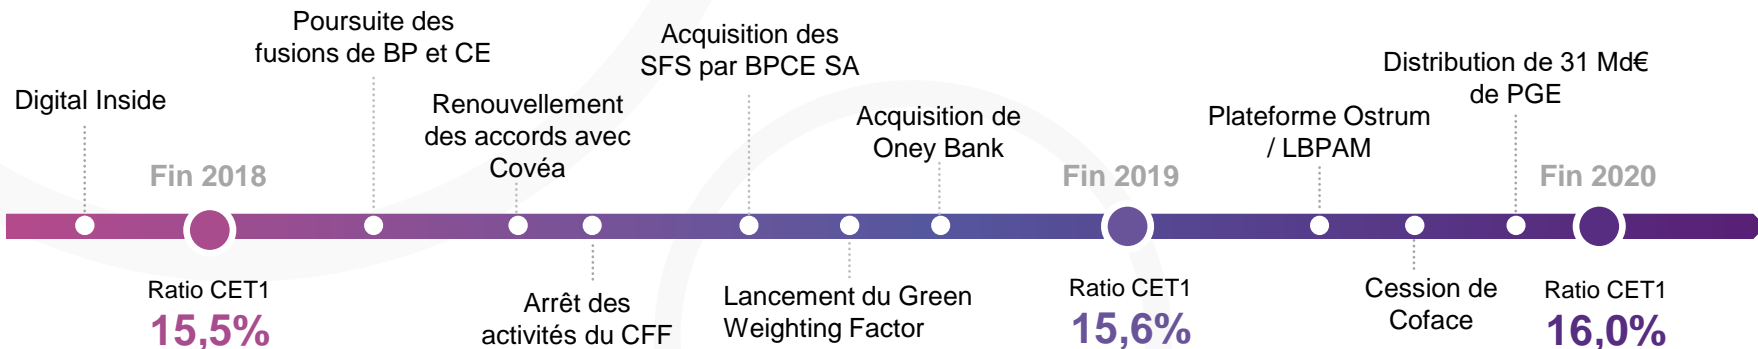 Digital Inside
Fin 2018
Ratio CET1
15,5%
Poursuite des
fusions de BP et CE
Renouvellement
des accords avec
Covéa
Arrêt des
activités du CFF
Acquisition des
SFS par BPCE SA
Lancement du Green
Weighting Factor
Acquisition de
Oney Bank
Fin 2019
Ratio CET1
15,6%
Plateforme Ostrum
/ LBPAM
Cession de
Coface
Distribution de 31 Md€
de PGE
Fin 2020
Ratio CET1
16,0%